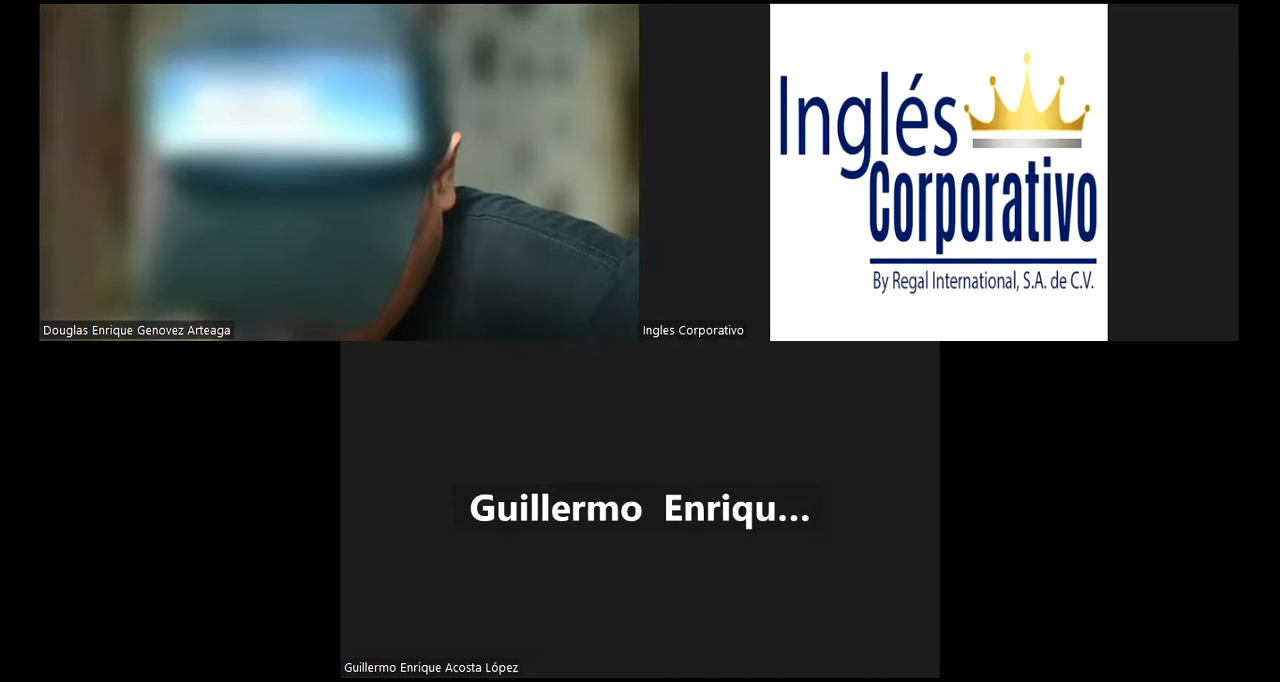 Inglés
Corporativo
By Regal International, S.A. de C.V.
Douglas Enrique Genovez Arteaga
Ingles Corporativo
Guillermo Enriqu...
Guillermo Enrique Acosta López